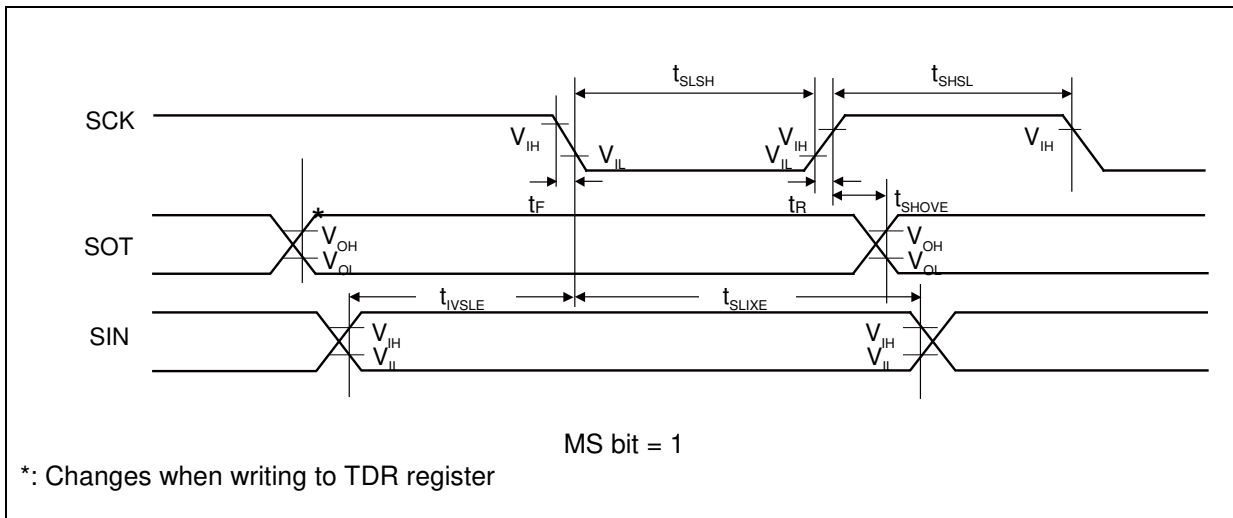 tSLSH
tSHSL
SCK
VIH
VIL
VIH
VIL
VIH
tF
tR
tSHOVE
*
SOT
VOH
VOL
VOH
VOL
tIVSLE
tSLIXE
SIN
VIH
VIL
VIH
VIL
MS bit = 1
*: Changes when writing to TDR register